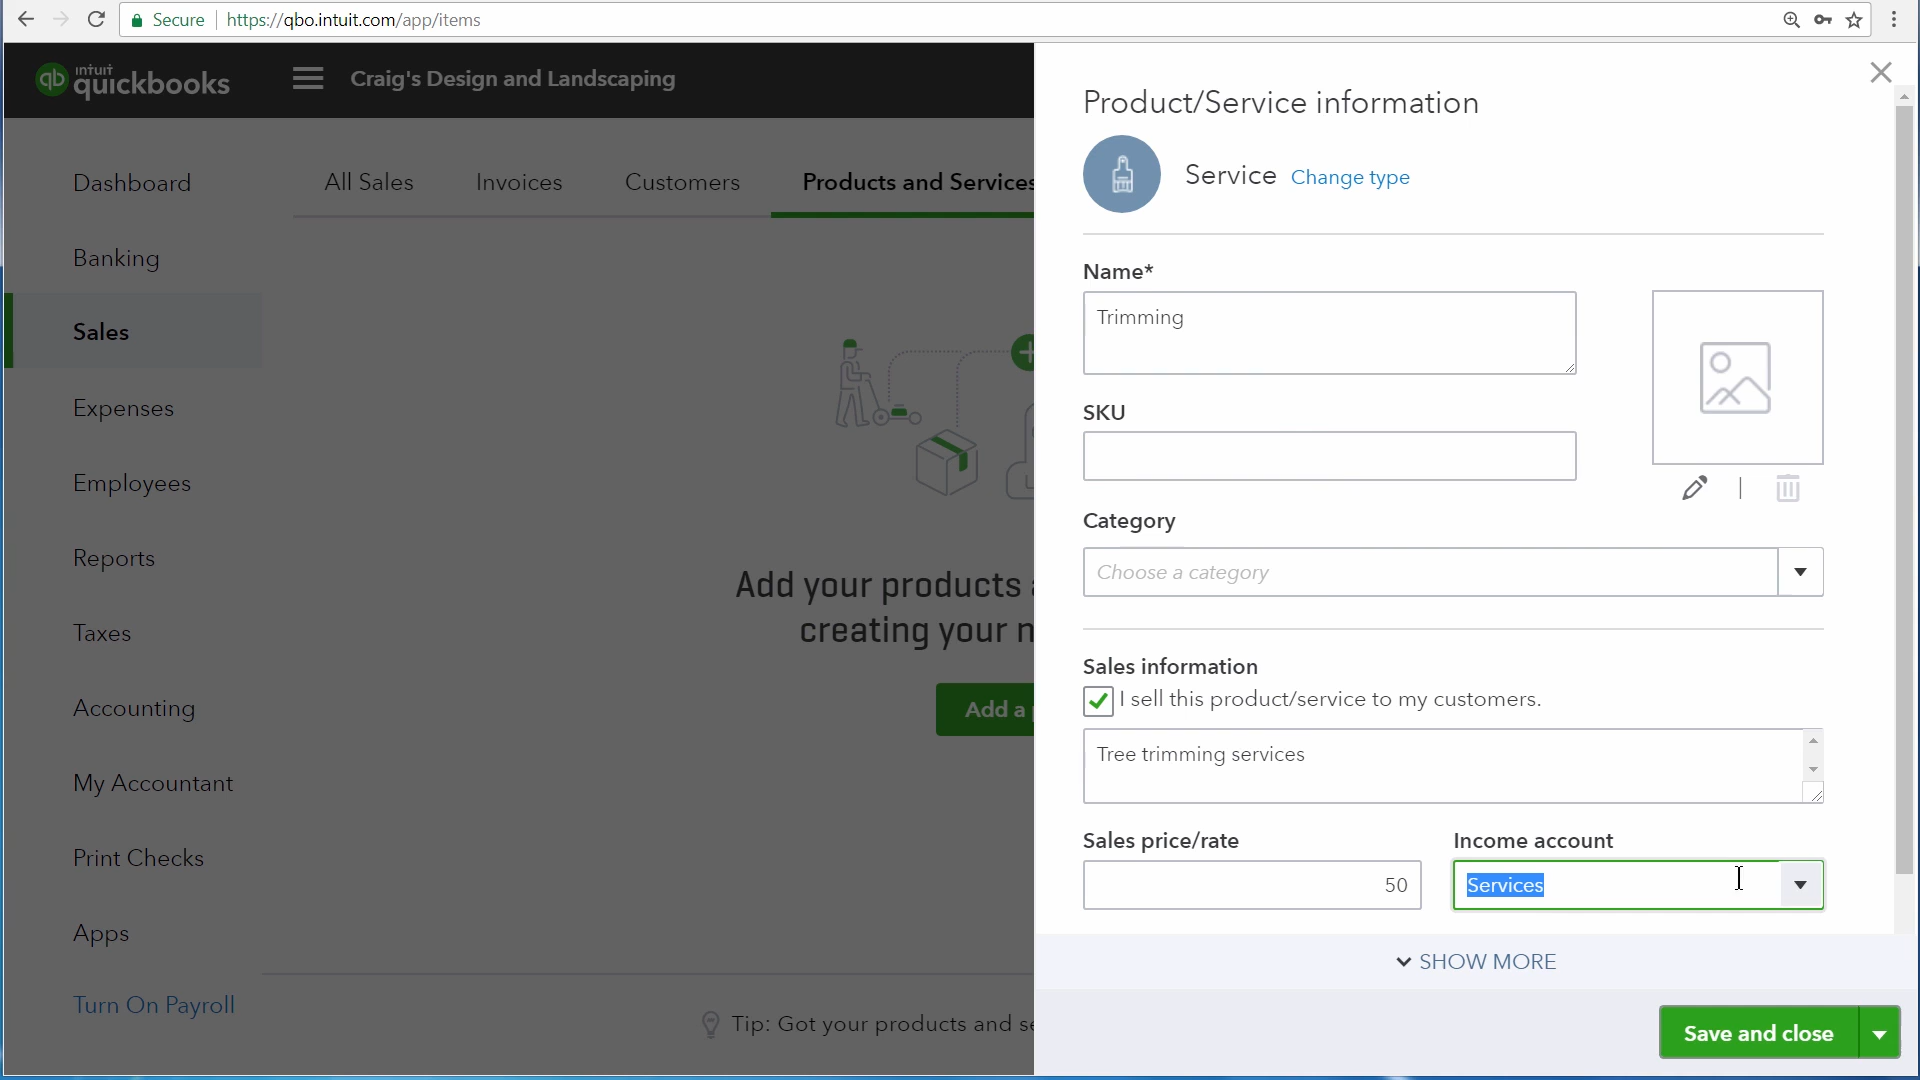 Secure https://qbo.intuit.com/app/items
qb intuit quickbooks Craig's Design and Landscaping
Dashboard
Banking
Sales
Expenses
Employees
Reports
Taxes
Accounting
My Accountant
Print Checks
Apps
Turn On Payroll
All Sales Invoices Customers Products and Services
Add your products
creating your
Add a
Tip: Got your products and
Product/Service information
Service Change type
Name*
Trimming
SKU
Category
Choose a category
Sales information
I sell this product/service to my customers.
Tree trimming services
Sales price/rate Income account
50 Services
SHOW MORE
Save and close